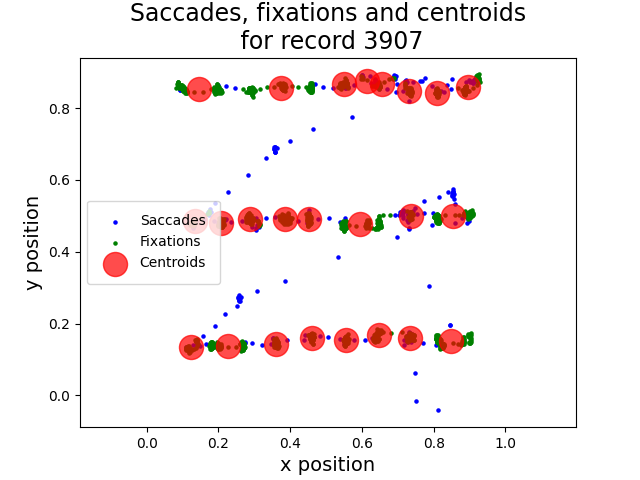 Saccades, fixations and centroids
for record 3907
y position
0.8
0.6
0.4
0.2
0.0
Saccades
Fixations
Centroids
0.0 0.2 0.4 0.6 0.8 1.0
x position